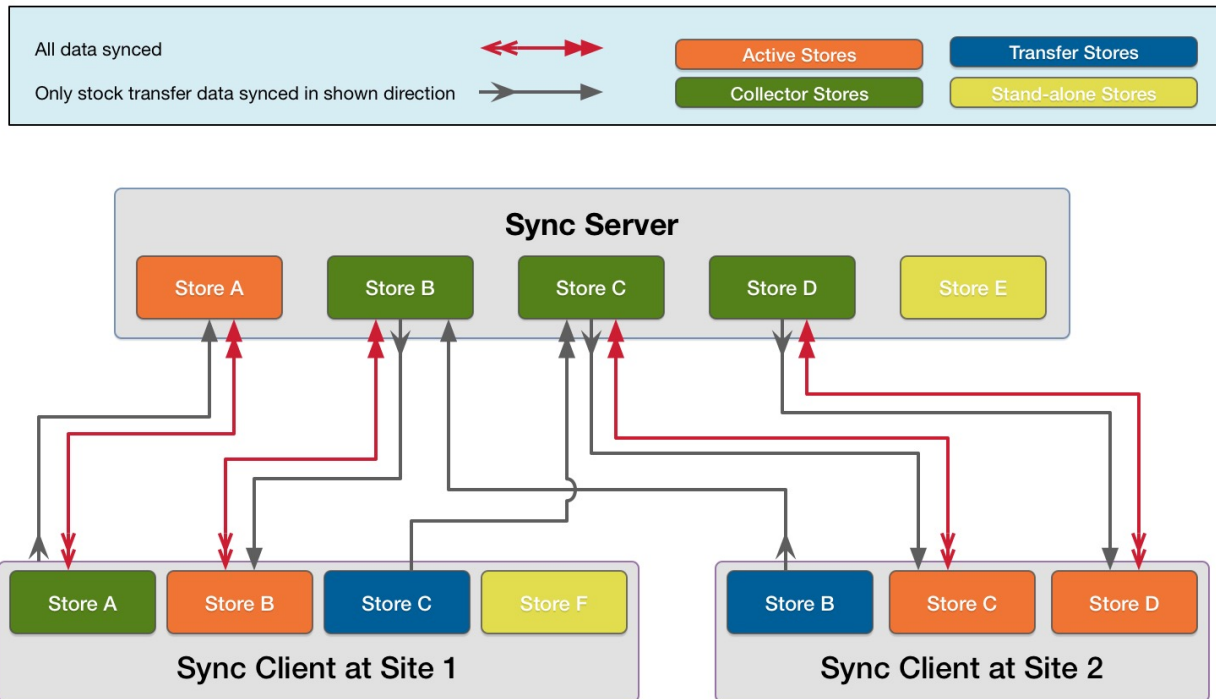 All data synced
Only stock transfer data synced in shown direction
Active Stores
Transfer Stores
Collector Stores
Stand-alone Stores
Sync Server
Store A
Store B
Store C
Store D
Store E
Store A
Store B
Store C
Store F
Sync Client at Site 1
Store B
Store C
Store D
Sync Client at Site 2